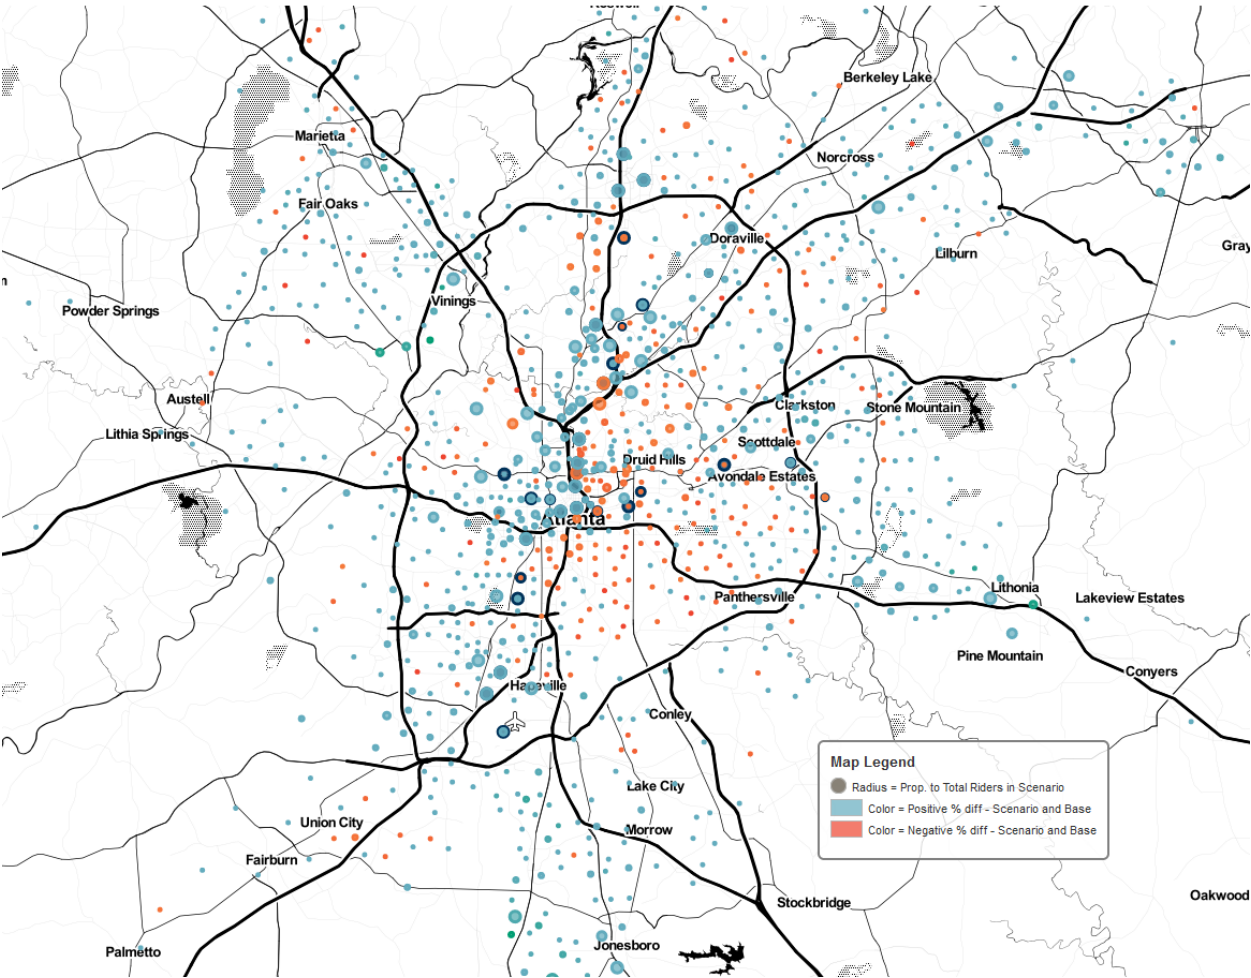 Roswell
Berkeley Lake
Marietta
Norcross
Fair Oaks
Doraville
Lilburn
Vinings
Powder Springs
Austell
Clarkston
Stone Mountain
Lithia Springs
Scottdale
Druid Hills
Avondale Estates
Atlanta
Lithonia
Panthersville
Lakeview Estates
Pine Mountain
Conyers
Hapeville
Conley
Map Legend
Radius = Prop. to Total Riders in Scenario
Color = Positive % diff - Scenario and Base
Color = Negative % diff - Scenario and Base
Lake City
Union City
Morrow
Fairburn
Oakwood
Stockbridge
Jonesboro
Palmetto